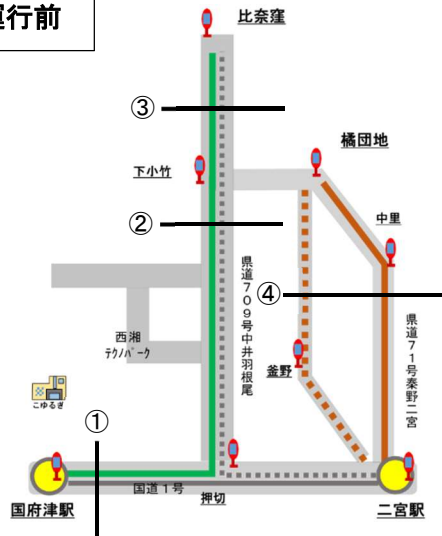 運行前
比奈窪
③
橘団地
下小竹
②
中里
県道709号中井羽根尾
④
県道71号秦野二宮
西湘
テクノパーク
釜野
こゆるぎ
①
国道1号
押切
国府津駅
二宮駅